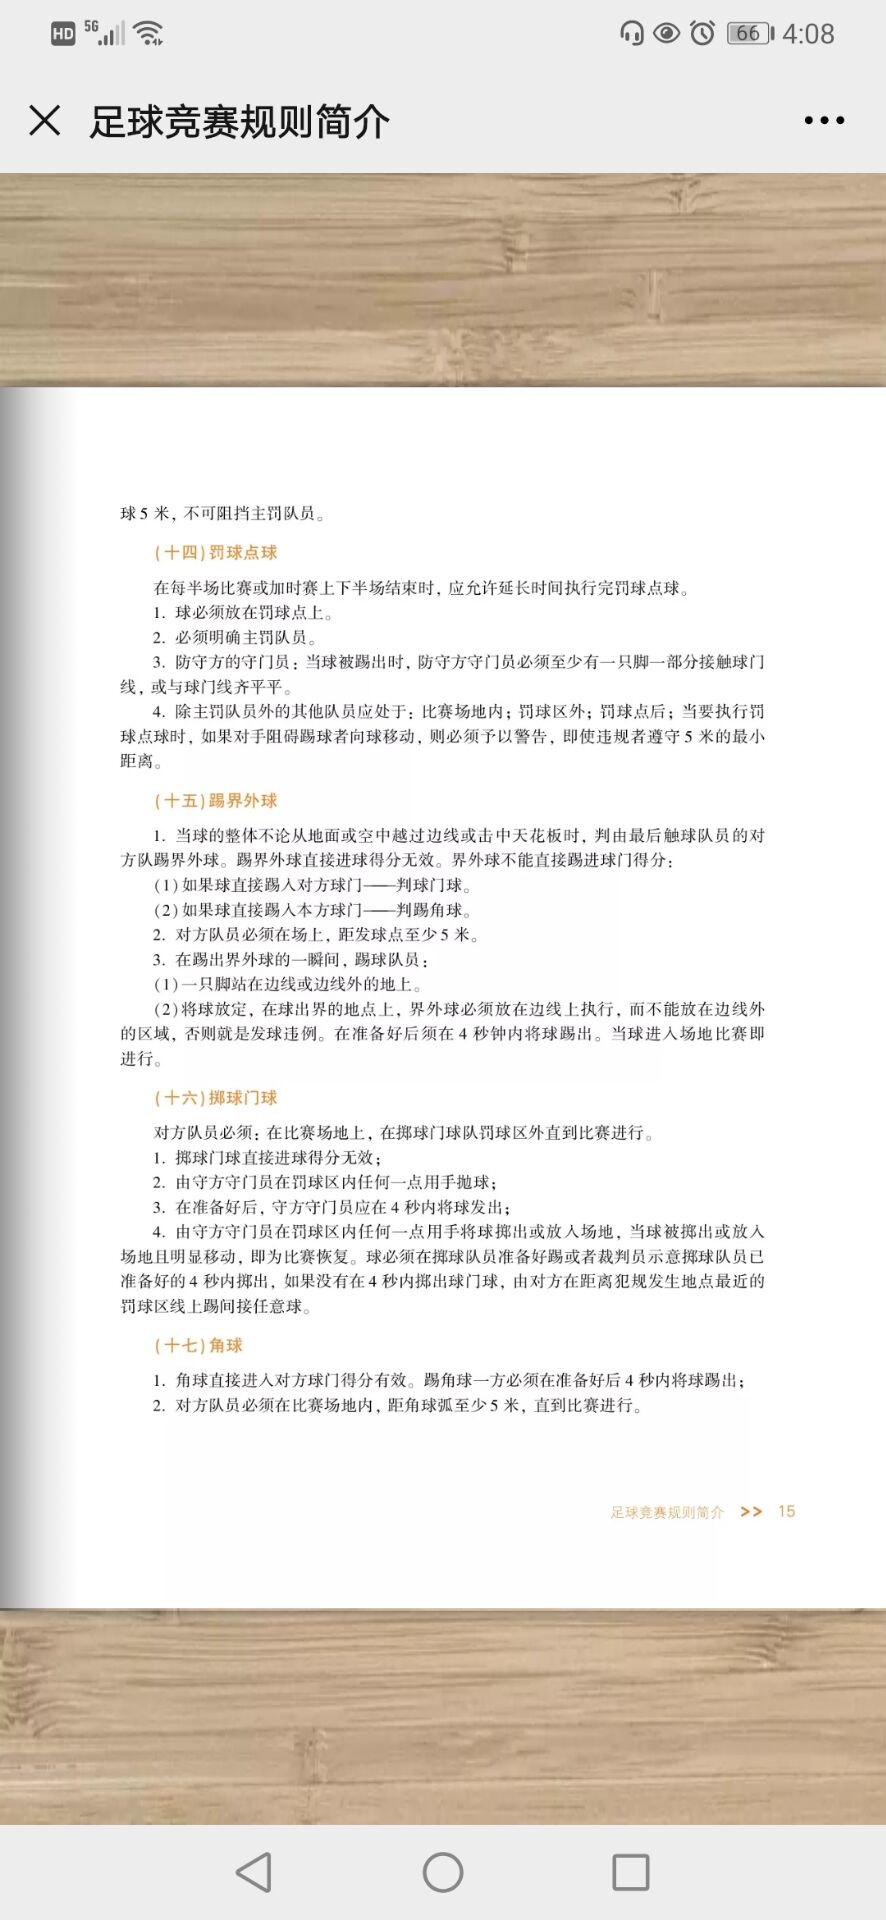 HD 5G 66 4:08
足球竞赛规则简介
球 5 米，不可阻挡主罚队员。
（十四）罚球点球
在每半场比赛或加时赛上下半场结束时，应允许延长时间执行完罚球点球。
1. 球必须放在罚球点上。
2. 必须明确主罚队员。
3. 防守方的守门员：当球被踢出时，防守方守门员必须至少有一只脚一部分接触球门
线，或与球门线齐平平。
4. 除主罚队员外的其他队员应处于：比赛场地内；罚球区外；罚球点后；当要执行罚
球点球时，如果对手阻碍踢球者向球移动，则必须予以警告，即使违规者遵守 5 米的最小
距离。
（十五）踢界外球
1. 当球的整体不论从地面或空中越过边线或击中天花板时，判由最后触球队员的对
方队踢界外球。踢界外球直接进球得分无效。界外球不能直接踢进球门得分：
（1）如果球直接踢入对方球门——判球门球。
（2）如果球直接踢入本方球门——判踢角球。
2. 对方队员必须在场上，距发球点至少 5 米。
3. 在踢出界外球的一瞬间，踢球队员：
（1）一只脚站在边线或边线外的地上。
（2）将球放定，在球出界的地点上，界外球必须放在边线上执行，而不能放在边线外
的区域，否则就是发球违例。在准备好后须在 4 秒钟内将球踢出。当球进入场地比赛即
进行。
（十六）掷球门球
对方队员必须：在比赛场地上，在掷球门球队罚球区外直到比赛进行。
1. 掷球门球直接进球得分无效；
2. 由守方守门员在罚球区内任何一点用手抛球；
3. 在准备好后，守方守门员应在 4 秒内将球发出；
4. 由守方守门员在罚球区内任何一点用手将球掷出或放入场地，当球被掷出或放入
场地且明显移动，即为比赛恢复。球必须在掷球队员准备好踢或者裁判员示意掷球队员已
准备好的 4 秒内掷出，如果没有在 4 秒内掷出球门球，由对方在距离犯规发生地点最近的
罚球区线上踢间接任意球。
（十七）角球
1. 角球直接进入对方球门得分有效。踢角球一方必须在准备好后 4 秒内将球踢出；
2. 对方队员必须在比赛场地内，距角球弧至少 5 米，直到比赛进行。
足球竞赛规则简介 >> 15